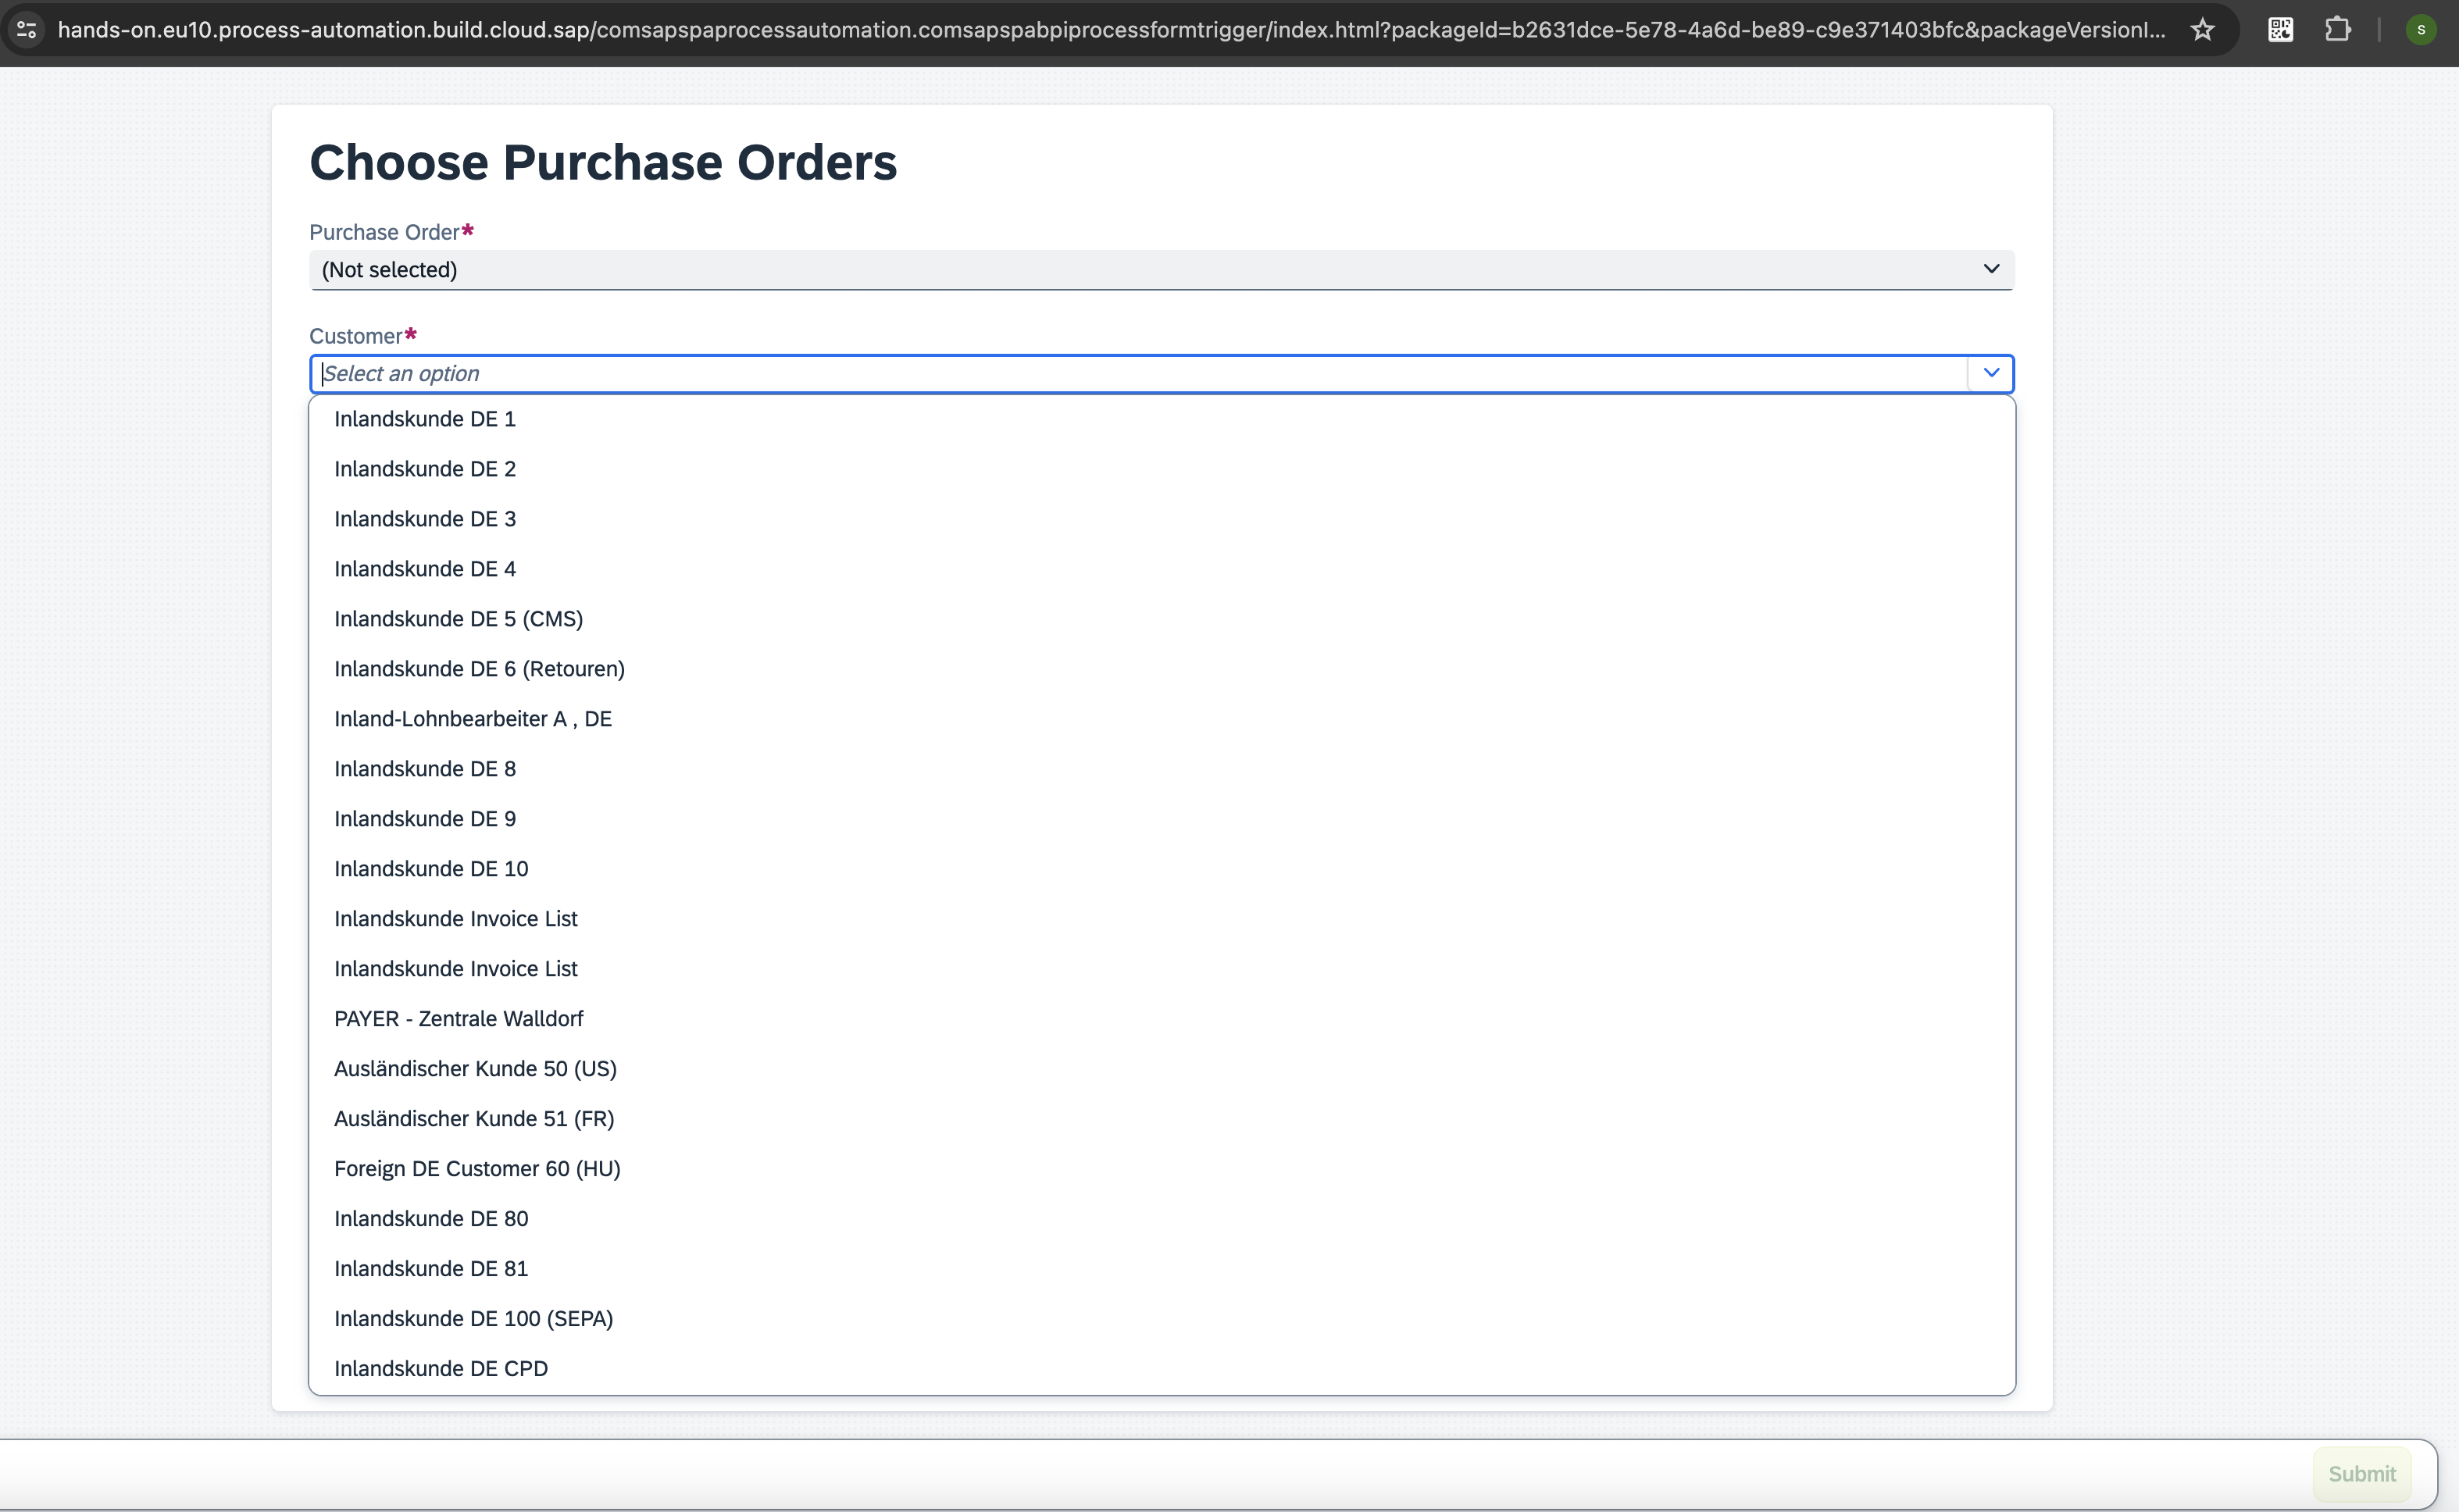 hands-on.eu10.process-automation.build.cloud.sap/comsapspaprocessautomation.comsapspabpiprocessformtrigger/index.html?packageId=b2631dce-5e78-4a6d-be89-c9e371403bfc&packageVersionI...
S
Choose Purchase Orders
Purchase Order*
(Not selected)
Customer*
Select an option
Inlandskunde DE 1
Inlandskunde DE 2
Inlandskunde DE 3
Inlandskunde DE 4
Inlandskunde DE 5 (CMS)
Inlandskunde DE 6 (Retouren)
Inland-Lohnbearbeiter A , DE
Inlandskunde DE 8
Inlandskunde DE 9
Inlandskunde DE 10
Inlandskunde Invoice List
Inlandskunde Invoice List
PAYER - Zentrale Walldorf
Ausländischer Kunde 50 (US)
Ausländischer Kunde 51 (FR)
Foreign DE Customer 60 (HU)
Inlandskunde DE 80
Inlandskunde DE 81
Inlandskunde DE 100 (SEPA)
Inlandskunde DE CPD
Submit